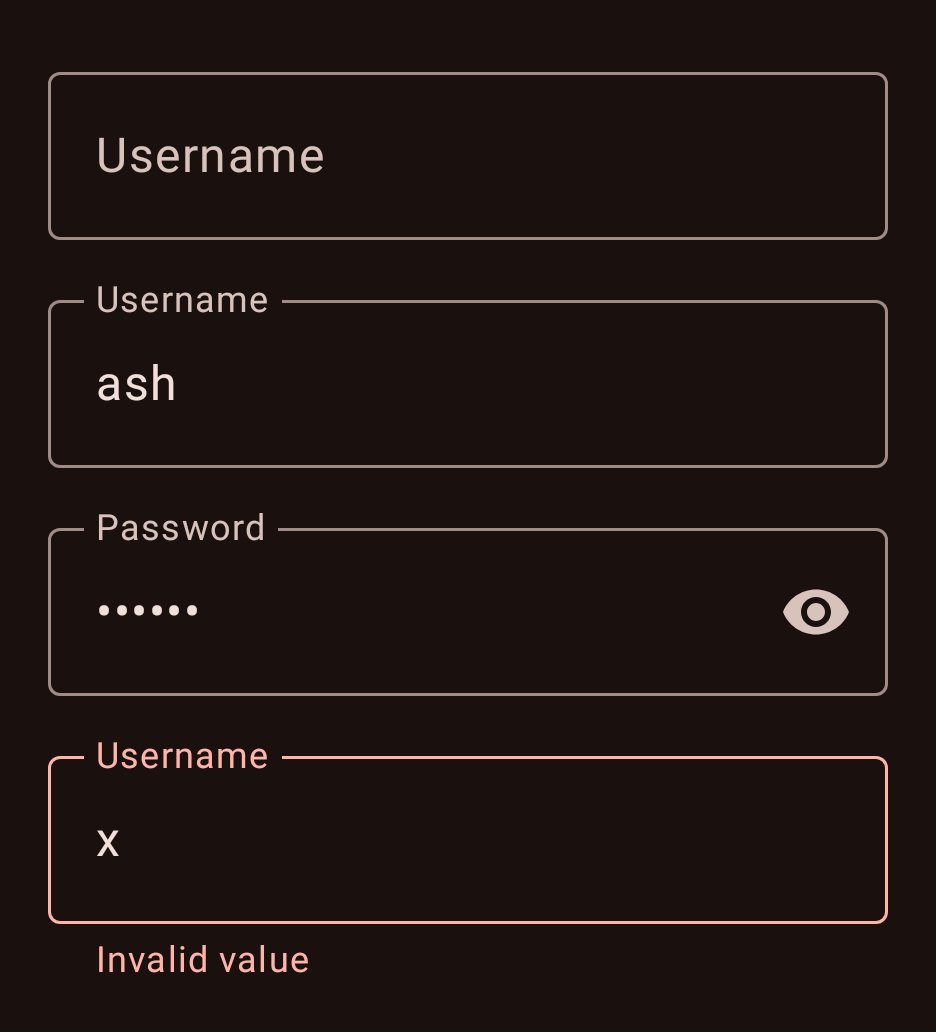 Username
Username
ash
Password
••••••
Username
x
Invalid value